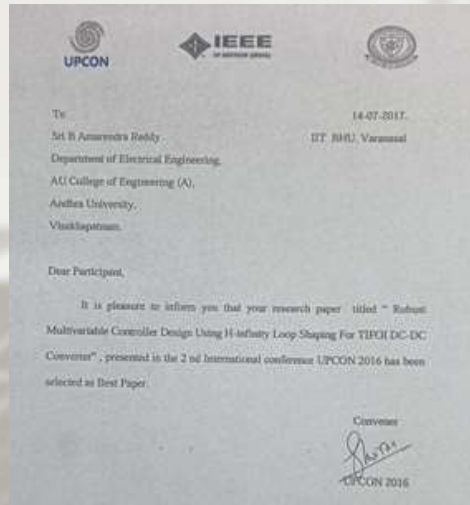 UPCON
IEEE
To
14-07-2017.
Sri B Amarendra Reddy
IIT BHU, Varanasi
Department of Electrical Engineering,
AU College of Engineering (A),
Andhra University,
Visakhapatnam.
Dear Participant,
It is pleasure to inform you that your research paper titled " Robust
Multivariable Controller Design Using H-infinity Loop Shaping For DC-DC
Converter" , presented in the 2 nd International conference UPCON 2016 has been
selected as Best Paper.
Convener
UPCON 2016